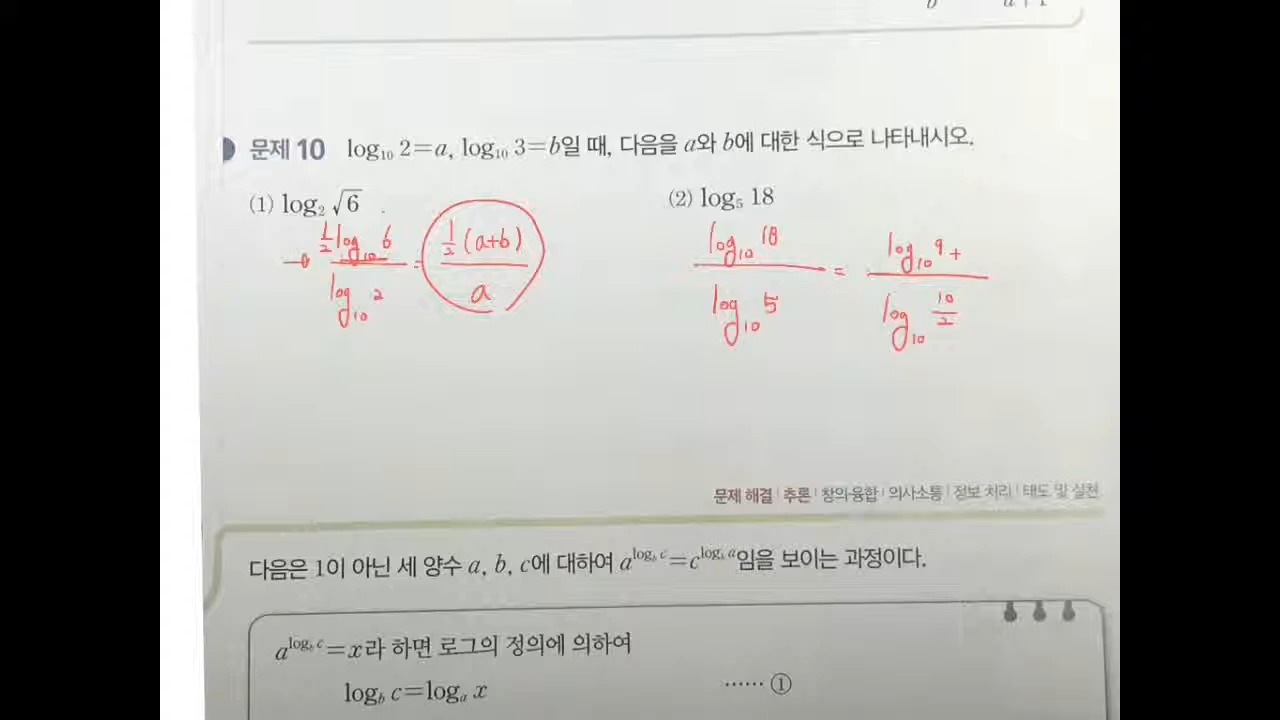 문제 10 log₁₀ 2=a, log₁₀ 3=b일 때, 다음을 a와 b에 대한 식으로 나타내시오.
(1) log₂ √6
→ (½ log₁₀ 6)/(log₁₀ 2) = (½(a+b))/a
(2) log₅ 18
(log₁₀ 18)/(log₁₀ 5) = (log₁₀ 9 +)/(log₁₀ 10/2)
문제 해결 | 추론 | 창의·융합 | 의사소통 | 정보 처리 | 태도 및 실천
다음은 1이 아닌 세 양수 a, b, c에 대하여 a^(log_b c)=c^(log_b a)임을 보이는 과정이다.
a^(log_b c)=x라 하면 로그의 정의에 의하여
log_b c=log_a x ⋯⋯ ①